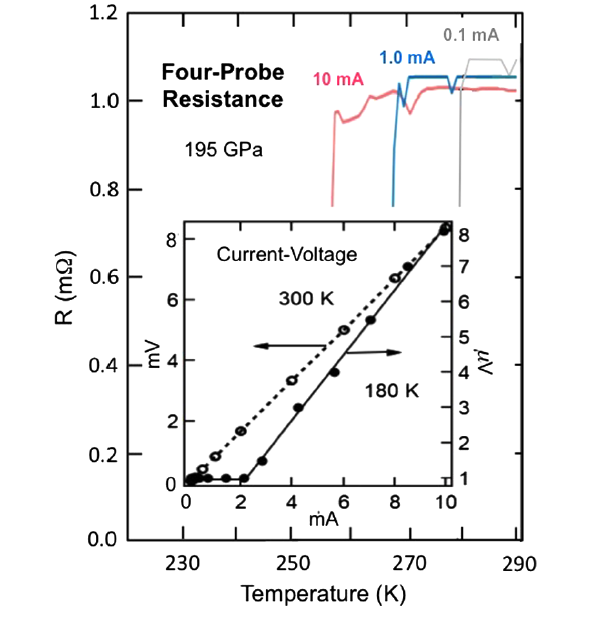 1.2
0.1 mA
1.0 mA
Four-Probe
Resistance
10 mA
1.0
195 GPa
0.8
8
Current-Voltage
8
7
R (mΩ)
0.6
300 K
6
6
5
mV
μV
0.4
4
4
180 K
3
2
2
0.2
0
1
0
2
4
6
8
10
mA
0.0
230
250
270
290
Temperature (K)